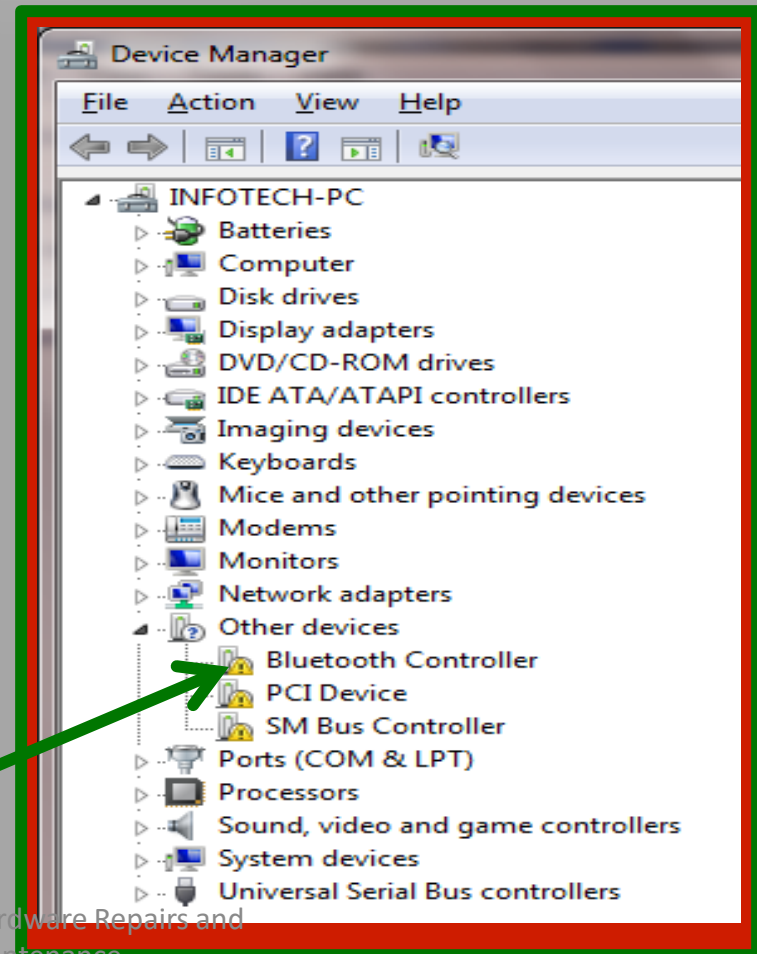 Device Manager
File Action View Help
INFOTECH-PC
Batteries
Computer
Disk drives
Display adapters
DVD/CD-ROM drives
IDE ATA/ATAPI controllers
Imaging devices
Keyboards
Mice and other pointing devices
Modems
Monitors
Network adapters
Other devices
Bluetooth Controller
PCI Device
SM Bus Controller
Ports (COM & LPT)
Processors
Sound, video and game controllers
System devices
Universal Serial Bus controllers
rdware Repairs and